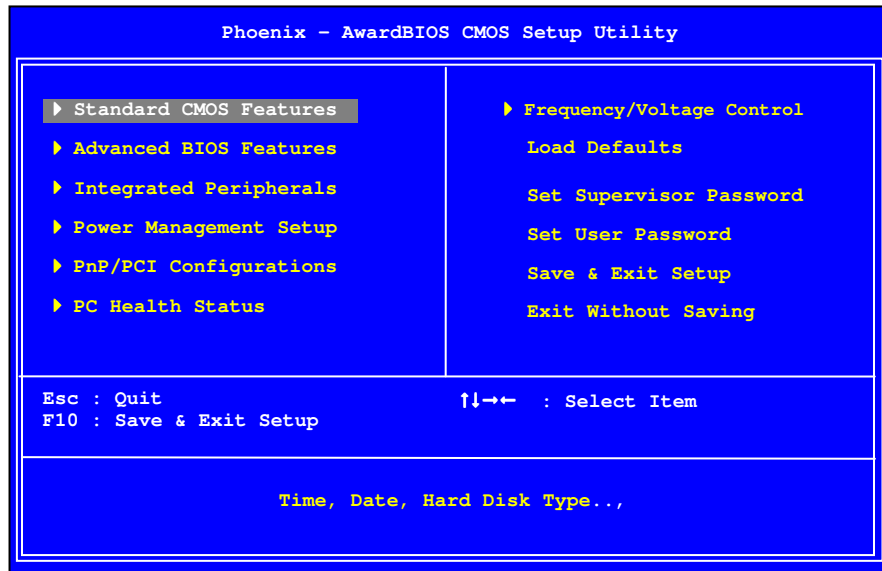 Phoenix – AwardBIOS CMOS Setup Utility
Standard CMOS Features
Advanced BIOS Features
Integrated Peripherals
Power Management Setup
PnP/PCI Configurations
PC Health Status
Frequency/Voltage Control
Load Defaults
Set Supervisor Password
Set User Password
Save & Exit Setup
Exit Without Saving
Esc : Quit
F10 : Save & Exit Setup
↑↓→← : Select Item
Time, Date, Hard Disk Type..,